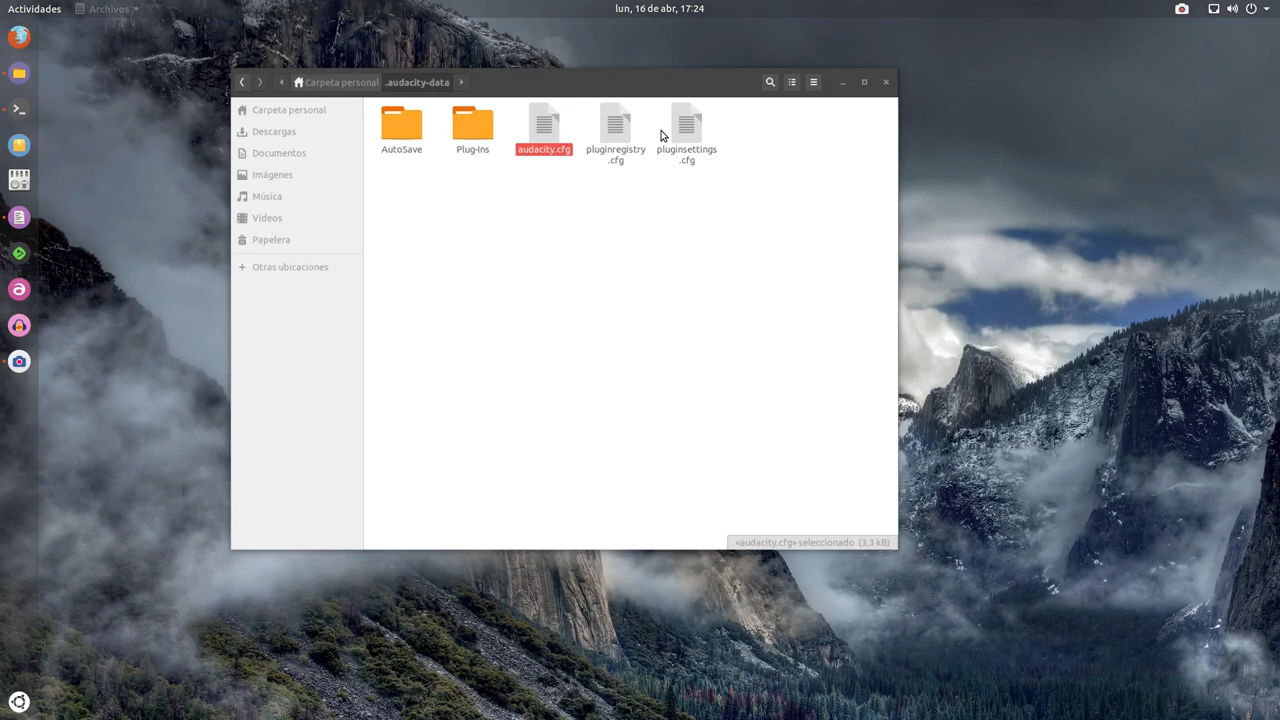 Actividades
Archivos
lun, 16 de abr, 17:24
Carpeta personal
.audacity-data
Carpeta personal
Descargas
Documentos
Imágenes
Música
Vídeos
Papelera
+ Otras ubicaciones
AutoSave
Plug-Ins
audacity.cfg
pluginregistry
.cfg
pluginsettings
.cfg
«audacity.cfg» seleccionado (3,3 kB)